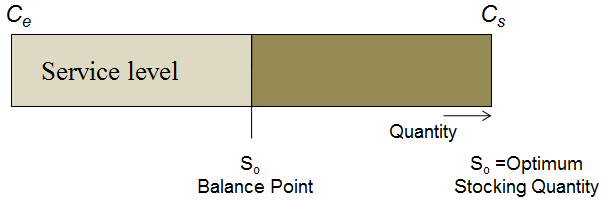 Ce
Cs
Service level
Quantity
So
Balance Point
So =Optimum
Stocking Quantity